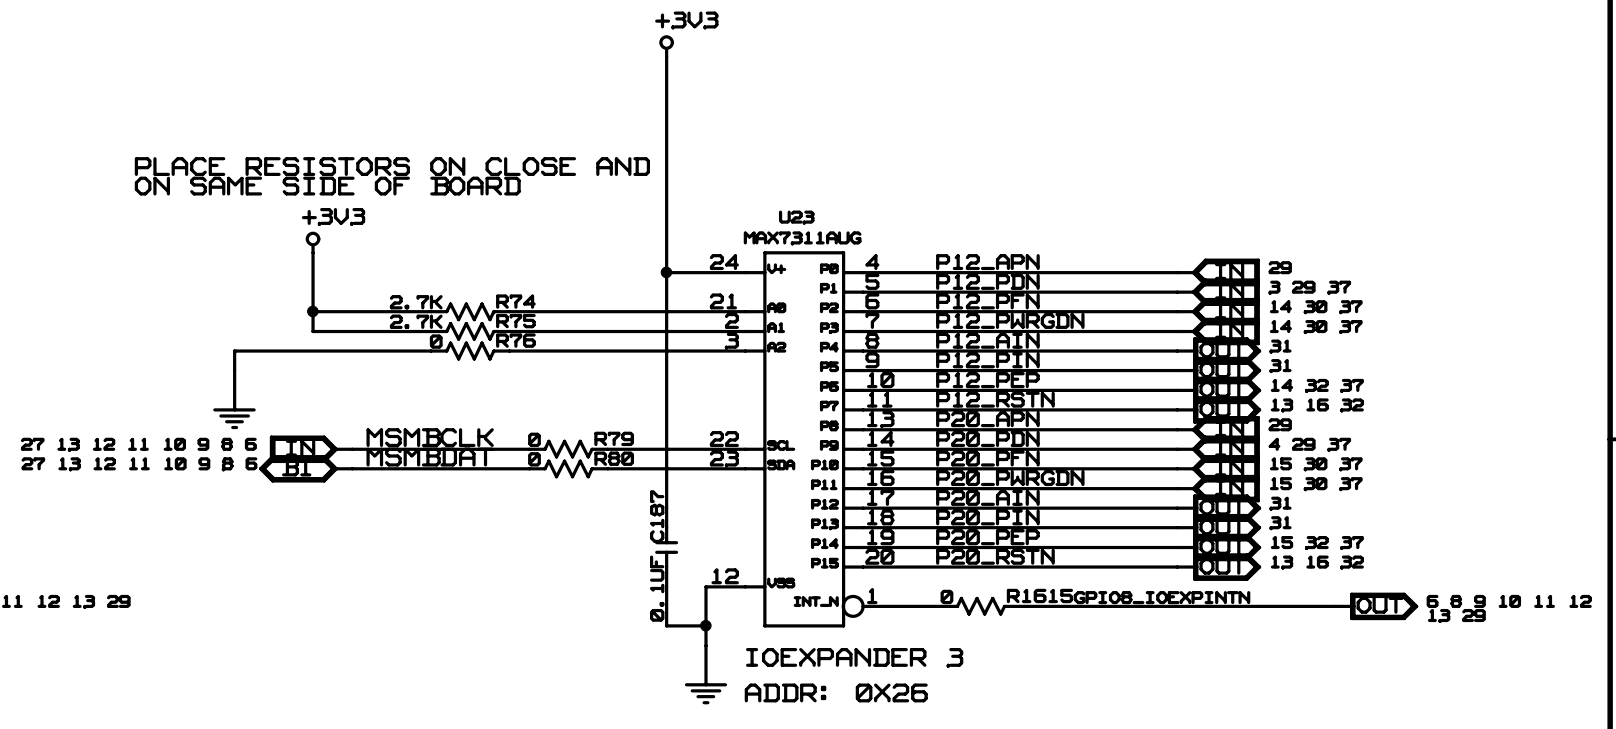 +3V3
PLACE RESISTORS ON CLOSE AND
ON SAME SIDE OF BOARD
+3V3
U23
MAX7311AUG
24 V+ P0 4 P12_APN IN 29
P1 5 P12_PDN IN 3 29 37
2.7K R74 21 A0 P2 6 P12_PFN IN 14 30 37
2.7K R75 2 A1 P3 7 P12_PWRGDN IN 14 30 37
0 R76 3 A2 P4 8 P12_AIN OUT 31
P5 9 P12_PIN OUT 31
P6 10 P12_PEP OUT 14 32 37
P7 11 P12_RSTN OUT 13 16 32
P8 13 P20_APN IN 29
27 13 12 11 10 9 8 6 IN MSMBCLK 0 R79 22 SCL P9 14 P20_PDN IN 4 29 37
27 13 12 11 10 9 8 6 BI MSMBDAT 0 R80 23 SDA P10 15 P20_PFN IN 15 30 37
P11 16 P20_PWRGDN IN 15 30 37
P12 17 P20_AIN OUT 31
P13 18 P20_PIN OUT 31
P14 19 P20_PEP OUT 15 32 37
P15 20 P20_RSTN OUT 13 16 32
0.1UF C187
12 VSS
11 12 13 29
INT_N 1 0 R1615 GPIO8_IOEXPINTN OUT 6 8 9 10 11 12
13 29
IOEXPANDER 3
ADDR: 0X26